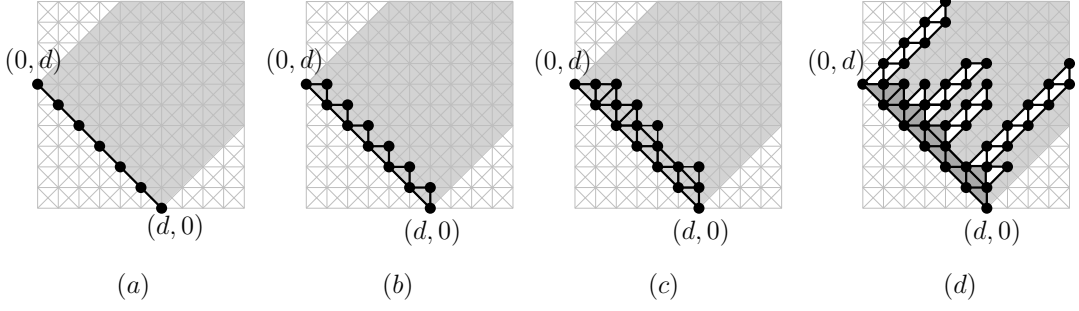 (0, d) (0, d) (0, d) (0, d)
(d, 0) (d, 0) (d, 0) (d, 0)
(a) (b) (c) (d)